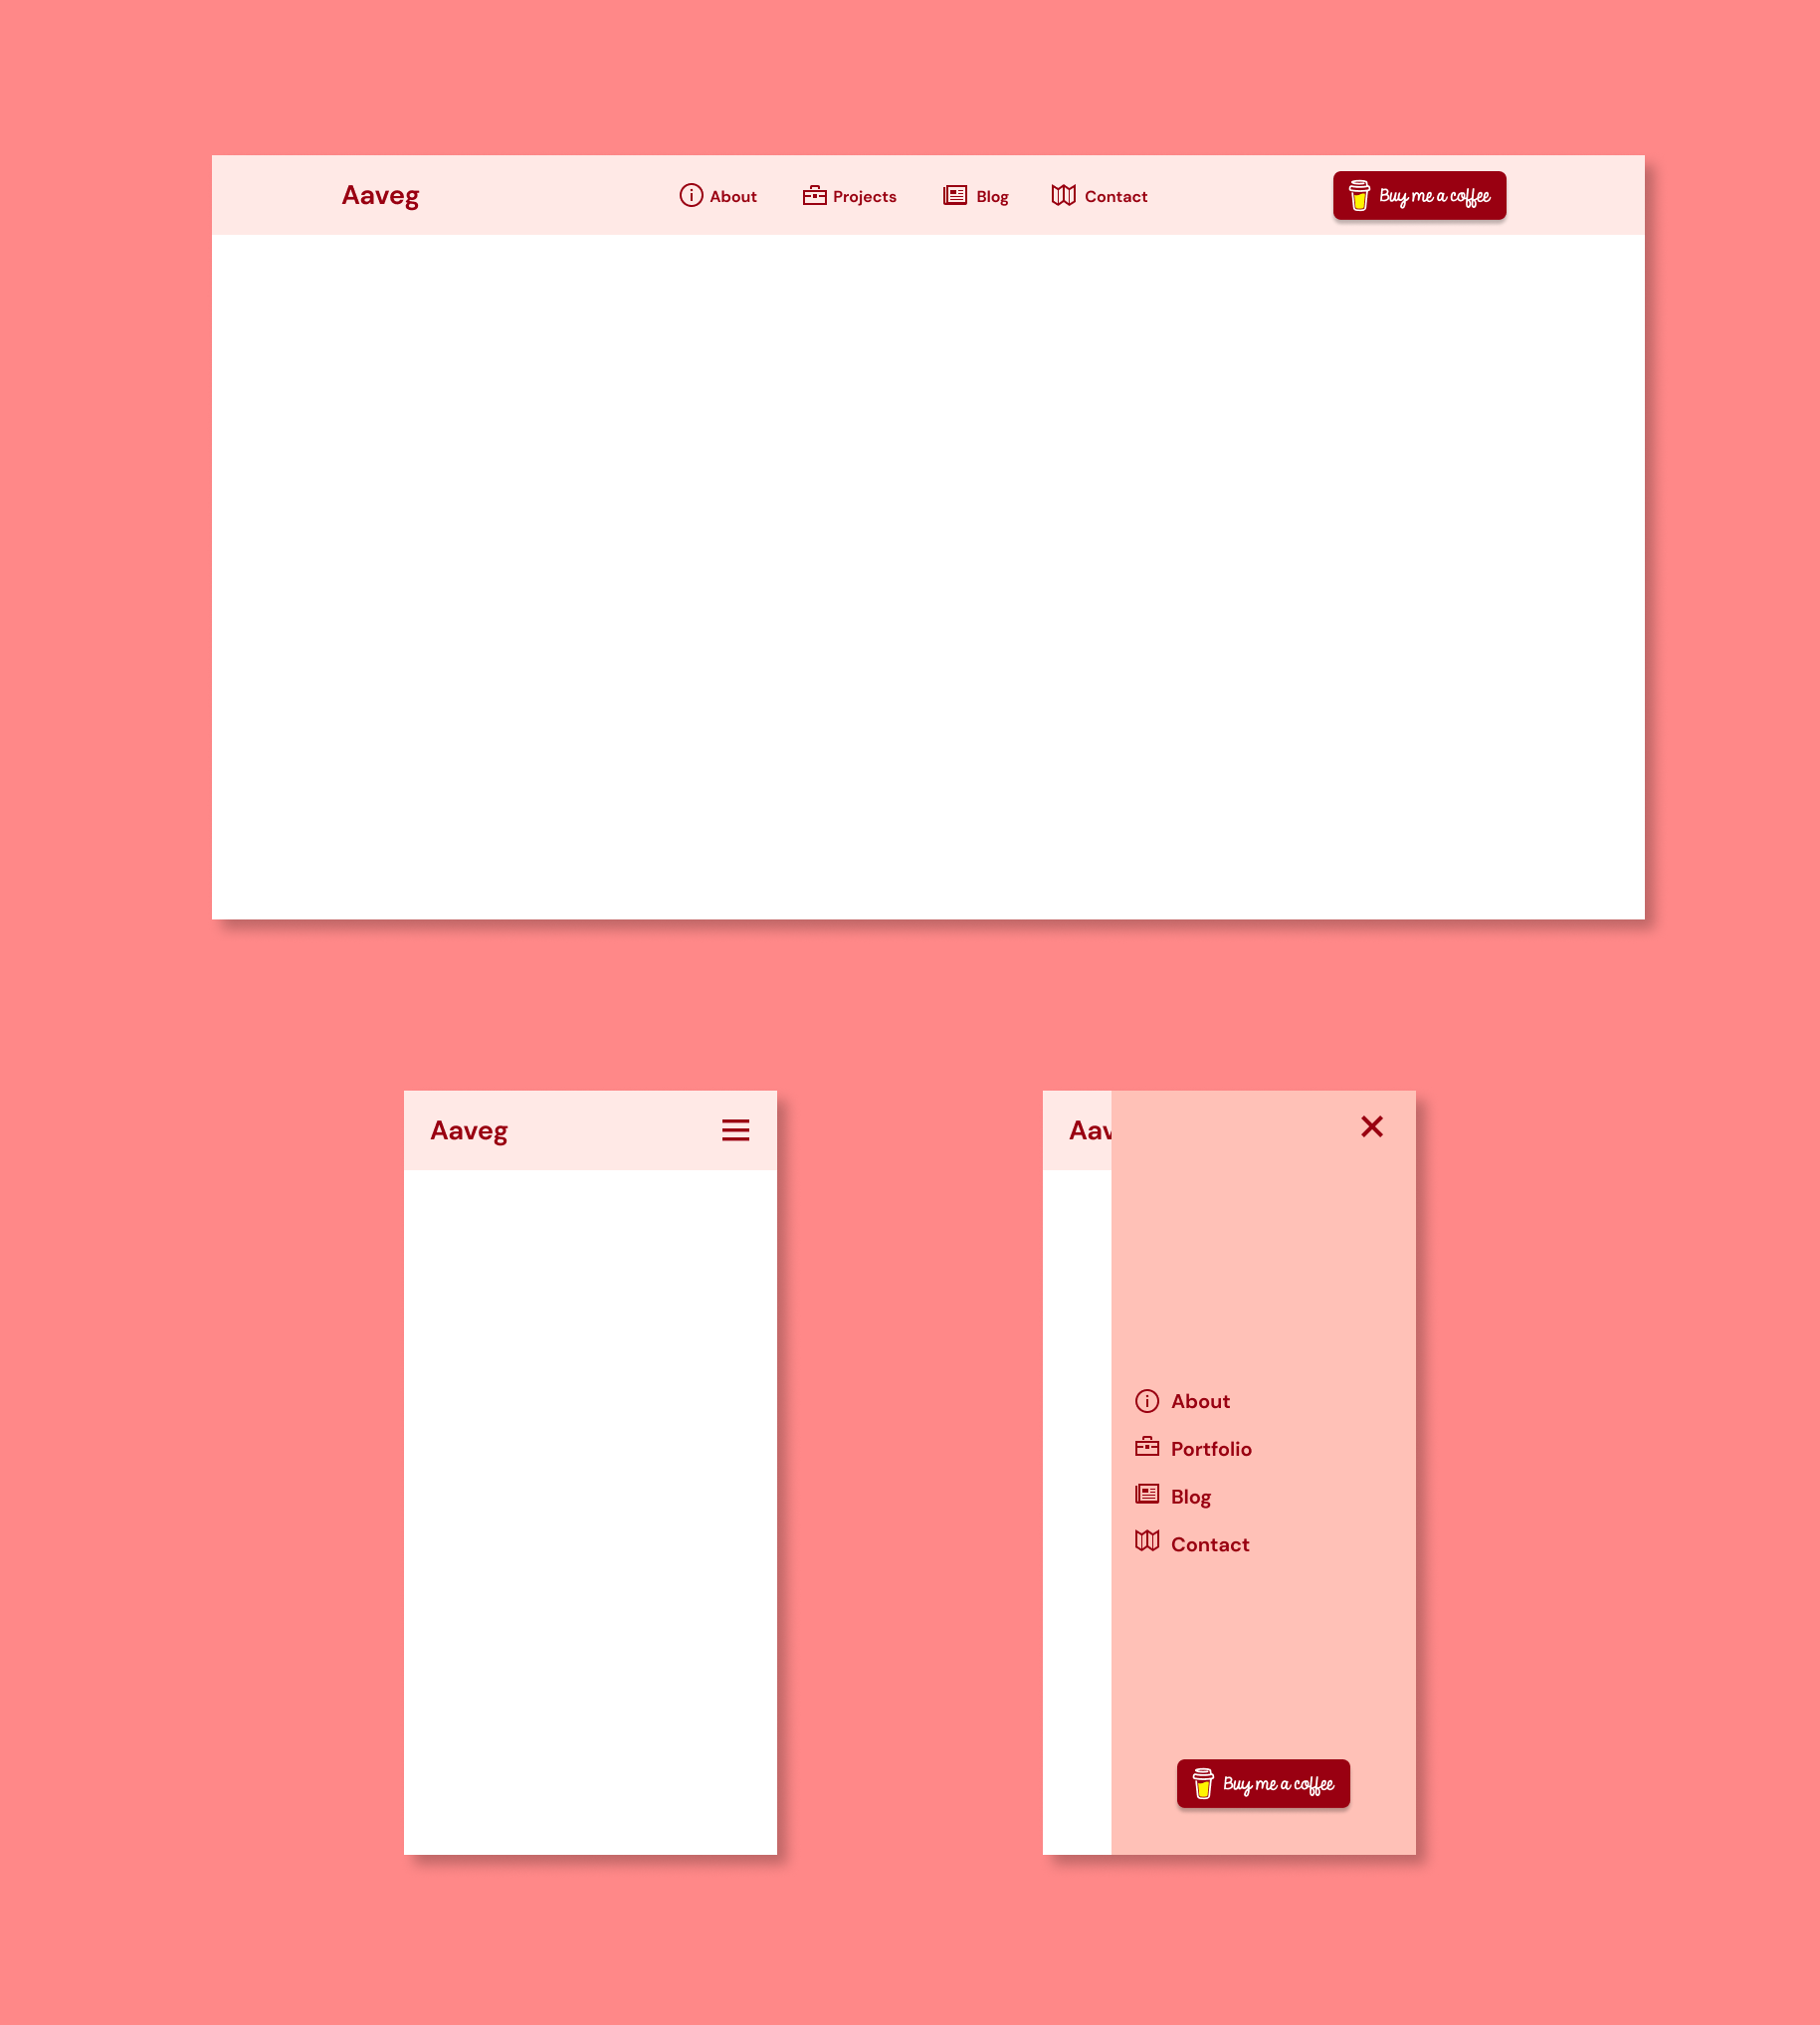 Aaveg About Projects Blog Contact Buy me a coffee
Aaveg
Aav
About
Portfolio
Blog
Contact
Buy me a coffee